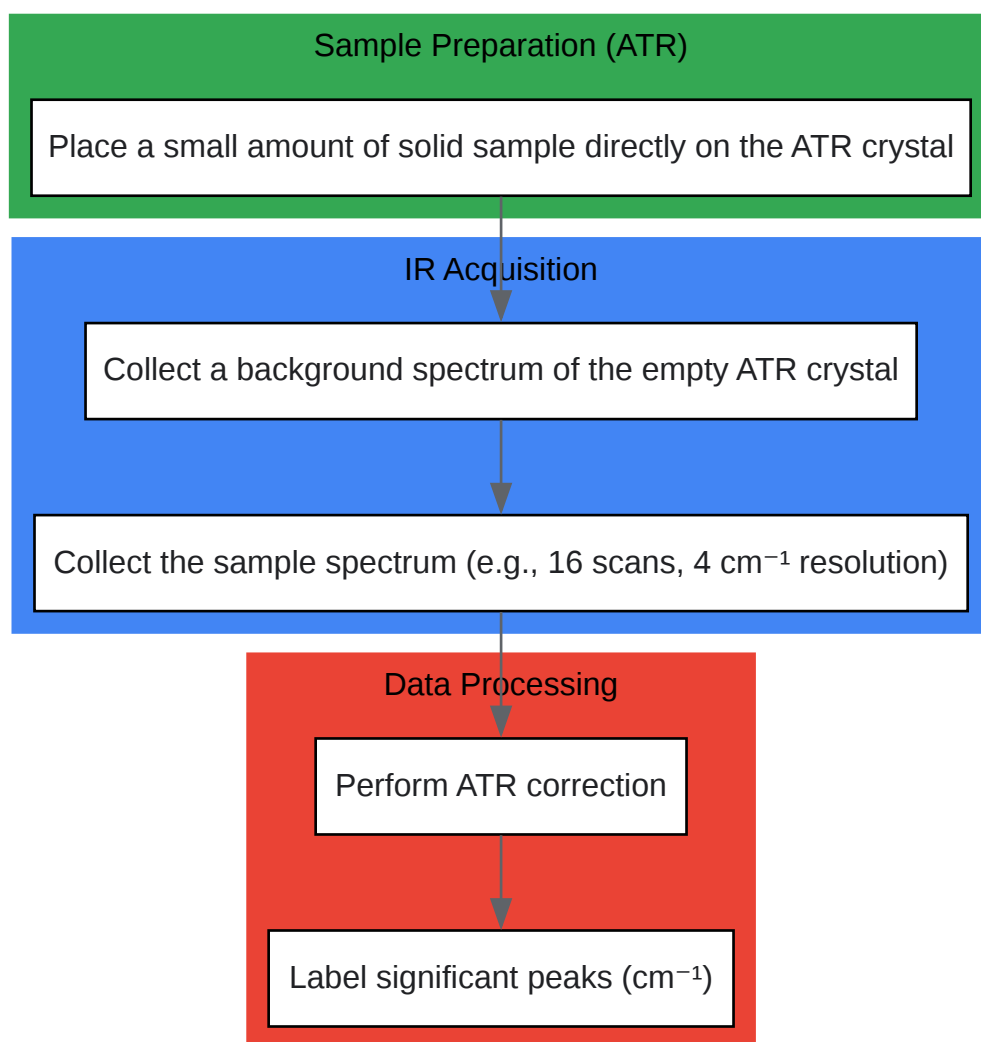 Sample Preparation (ATR)
Place a small amount of solid sample directly on the ATR crystal
IR Acquisition
Collect a background spectrum of the empty ATR crystal
Collect the sample spectrum (e.g., 16 scans, 4 cm⁻¹ resolution)
Data Processing
Perform ATR correction
Label significant peaks (cm⁻¹)